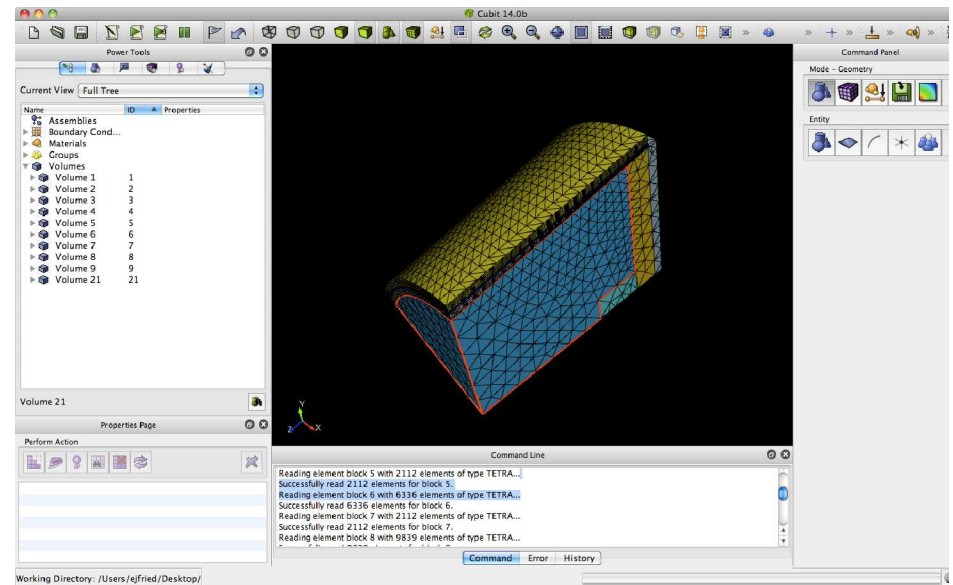 Cubit 14.0b
Power Tools
Current View Full Tree
Name ID Properties
Assemblies
Boundary Cond...
Materials
Groups
Volumes
Volume 1 1
Volume 2 2
Volume 3 3
Volume 4 4
Volume 5 5
Volume 6 6
Volume 7 7
Volume 8 8
Volume 9 9
Volume 21 21
Volume 21
Properties Page
Perform Action
Y
Z X
Command Line
Reading element block 5 with 2112 elements of type TETRA...
Successfully read 2112 elements for block 5.
Reading element block 6 with 6336 elements of type TETRA...
Successfully read 6336 elements for block 6.
Reading element block 7 with 2112 elements of type TETRA...
Successfully read 2112 elements for block 7.
Reading element block 8 with 9839 elements of type TETRA...
Command Error History
Command Panel
Mode - Geometry
Entity
Working Directory: /Users/ejfried/Desktop/